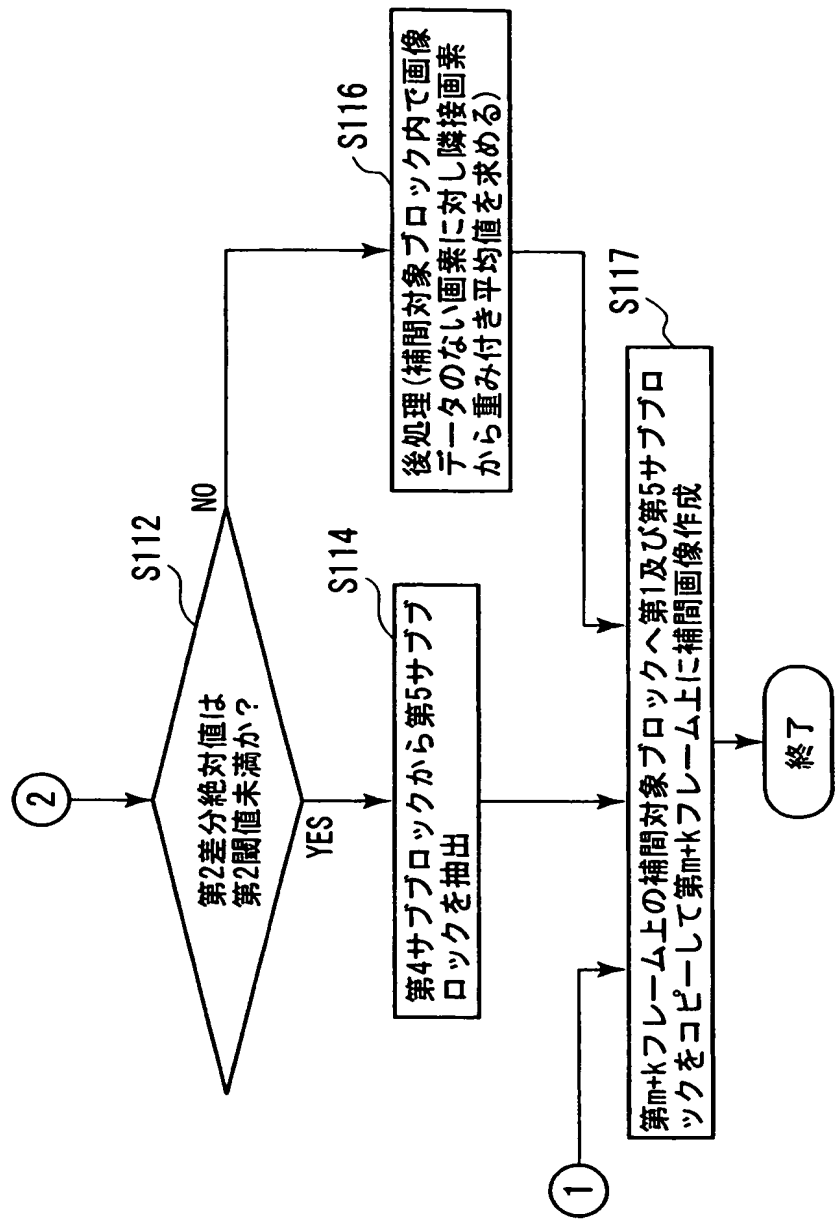 ②
S112
第2差分絶対値は
第2閾値未満か?
NO
YES
S114
第4サブブロックから第5サブブ
ロックを抽出
S116
後処理(補間対象ブロック内で画像
データのない画素に対し隣接画素
から重み付き平均値を求める)
①
S117
第m+kフレーム上の補間対象ブロックへ第1及び第5サブブロ
ックをコピーして第m+kフレーム上に補間画像作成
終了